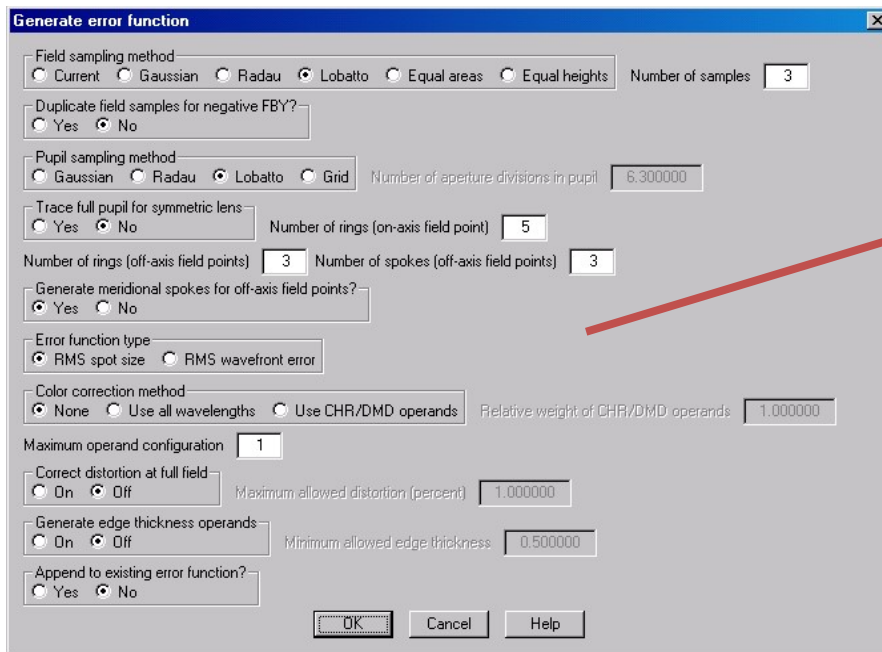 Generate error function
Field sampling method
Current Gaussian Radau Lobatto Equal areas Equal heights Number of samples 3
Duplicate field samples for negative FBY?
Yes No
Pupil sampling method
Gaussian Radau Lobatto Grid Number of aperture divisions in pupil 6.300000
Trace full pupil for symmetric lens
Yes No Number of rings (on-axis field point) 5
Number of rings (off-axis field points) 3 Number of spokes (off-axis field points) 3
Generate meridional spokes for off-axis field points?
Yes No
Error function type
RMS spot size RMS wavefront error
Color correction method
None Use all wavelengths Use CHR/DMD operands Relative weight of CHR/DMD operands 1.000000
Maximum operand configuration 1
Correct distortion at full field
On Off Maximum allowed distortion (percent) 1.000000
Generate edge thickness operands
On Off Minimum allowed edge thickness 0.500000
Append to existing error function?
Yes No
OK Cancel Help